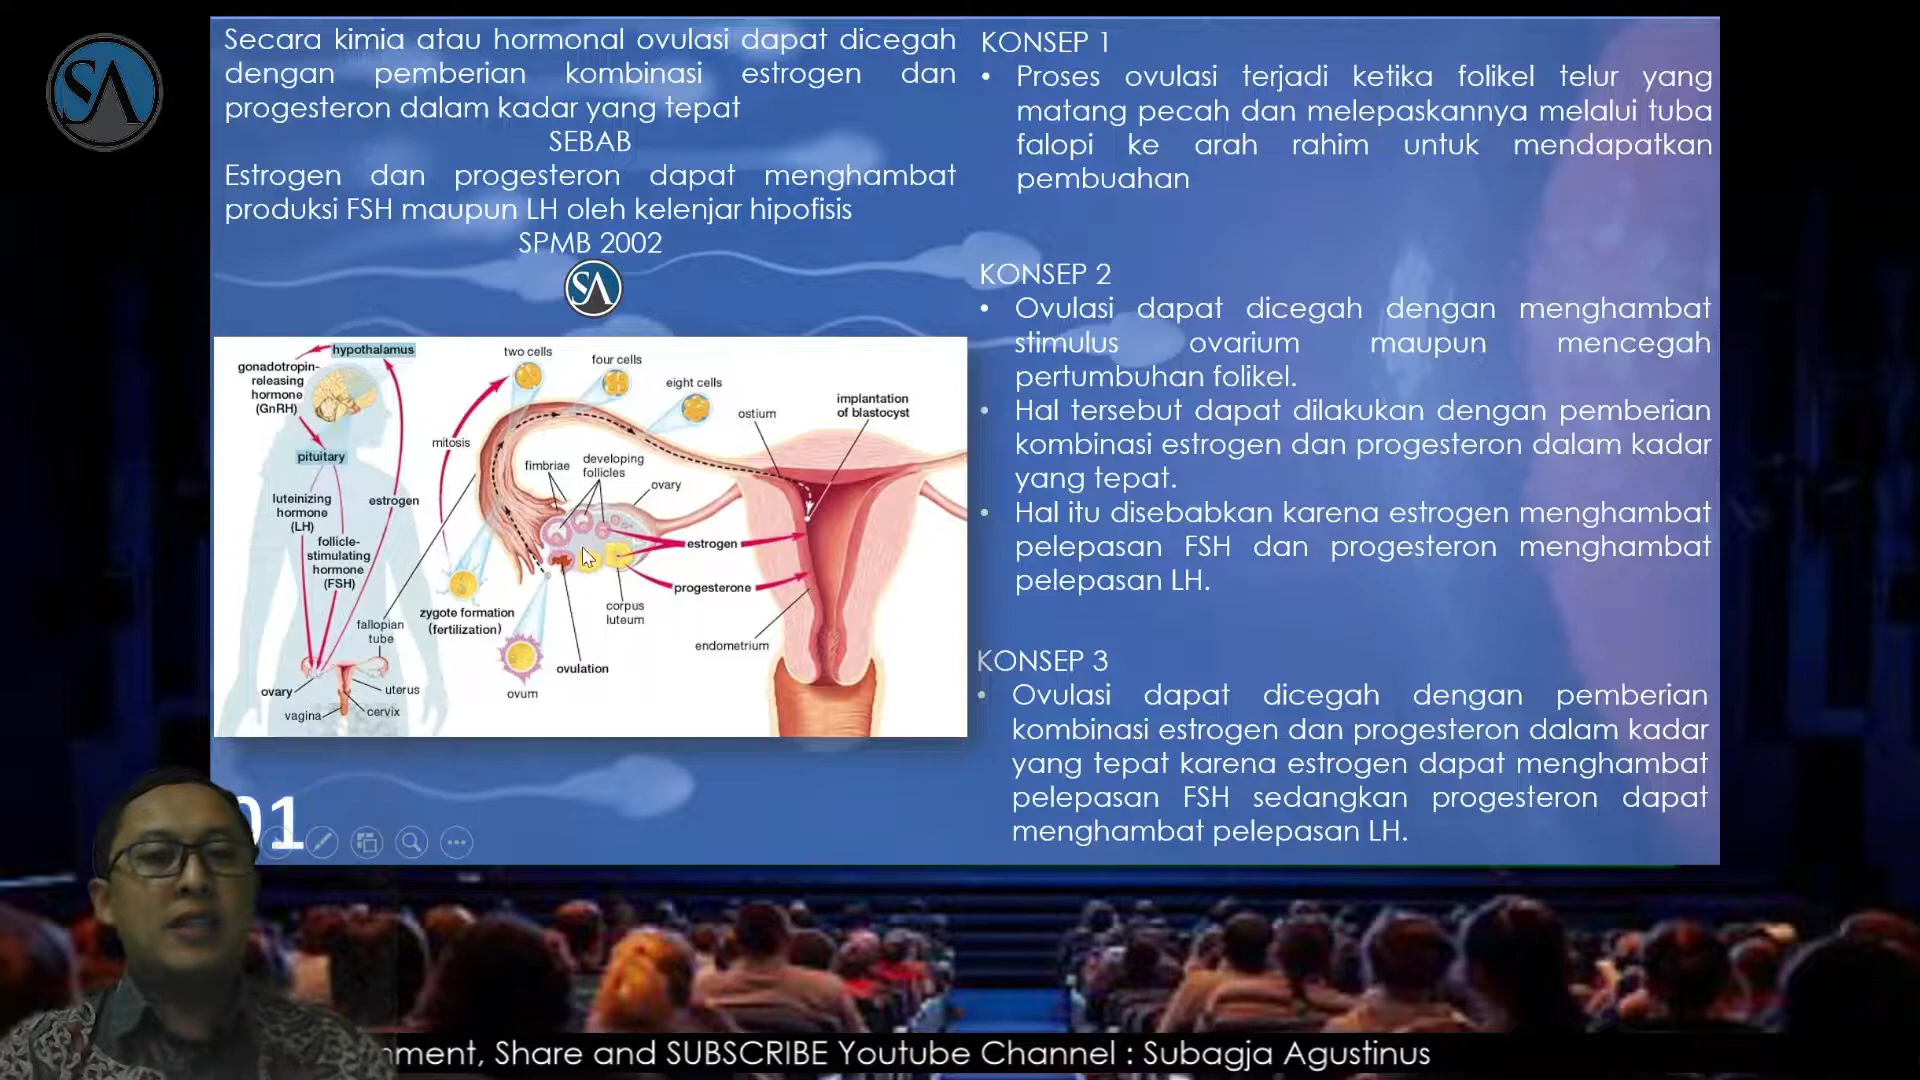 SA
Secara kimia atau hormonal ovulasi dapat dicegah
dengan pemberian kombinasi estrogen dan
progesteron dalam kadar yang tepat
SEBAB
Estrogen dan progesteron dapat menghambat
produksi FSH maupun LH oleh kelenjar hipofisis
SPMB 2002
SA
hypothalamus
gonadotropin-
releasing
hormone
(GnRH)
pituitary
luteinizing
hormone
(LH)
estrogen
follicle-
stimulating
hormone
(FSH)
fallopian
tube
ovary
uterus
vagina
cervix
two cells
four cells
eight cells
ostium
implantation
of blastocyst
mitosis
fimbriae
developing
follicles
ovary
estrogen
progesterone
corpus
luteum
endometrium
zygote formation
(fertilization)
ovulation
ovum
KONSEP 1
• Proses ovulasi terjadi ketika folikel telur yang
matang pecah dan melepaskannya melalui tuba
falopi ke arah rahim untuk mendapatkan
pembuahan
KONSEP 2
• Ovulasi dapat dicegah dengan menghambat
stimulus ovarium maupun mencegah
pertumbuhan folikel.
• Hal tersebut dapat dilakukan dengan pemberian
kombinasi estrogen dan progesteron dalam kadar
yang tepat.
• Hal itu disebabkan karena estrogen menghambat
pelepasan FSH dan progesteron menghambat
pelepasan LH.
KONSEP 3
• Ovulasi dapat dicegah dengan pemberian
kombinasi estrogen dan progesteron dalam kadar
yang tepat karena estrogen dapat menghambat
pelepasan FSH sedangkan progesteron dapat
menghambat pelepasan LH.
01
mment, Share and SUBSCRIBE Youtube Channel : Subagja Agustinus